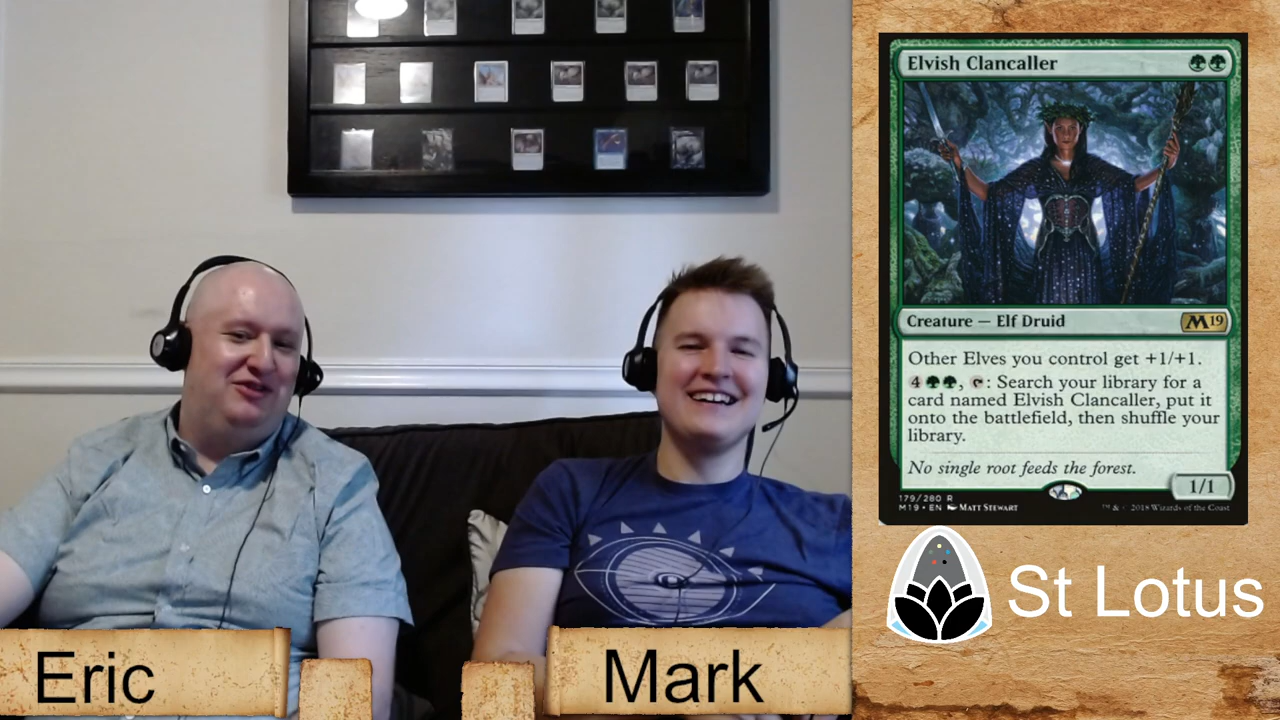 Elvish Clancaller
Creature — Elf Druid
M19
Other Elves you control get +1/+1.
4, : Search your library for a
card named Elvish Clancaller, put it
onto the battlefield, then shuffle your
library.
No single root feeds the forest.
1/1
179/280 R
M19 • EN Matt Stewart
™ & © 2018 Wizards of the Coast
St Lotus
Eric
Mark